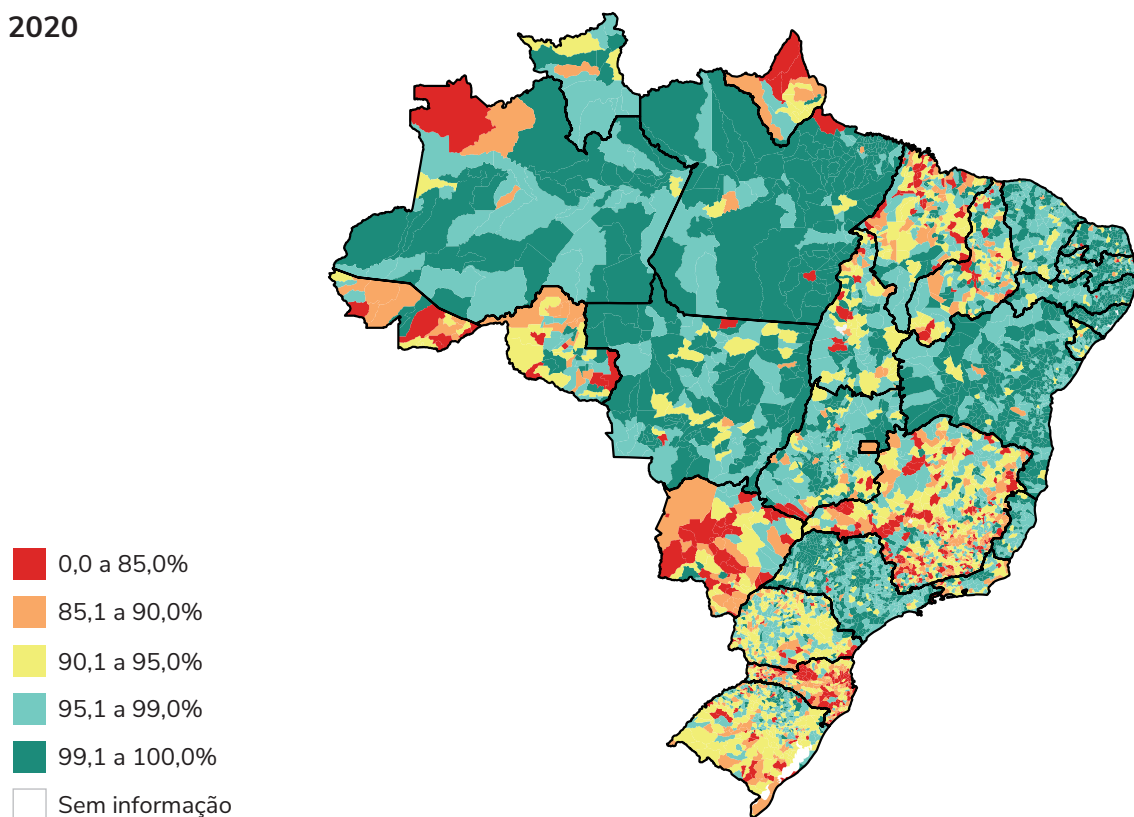 2020
0,0 a 85,0%
85,1 a 90,0%
90,1 a 95,0%
95,1 a 99,0%
99,1 a 100,0%
Sem informação